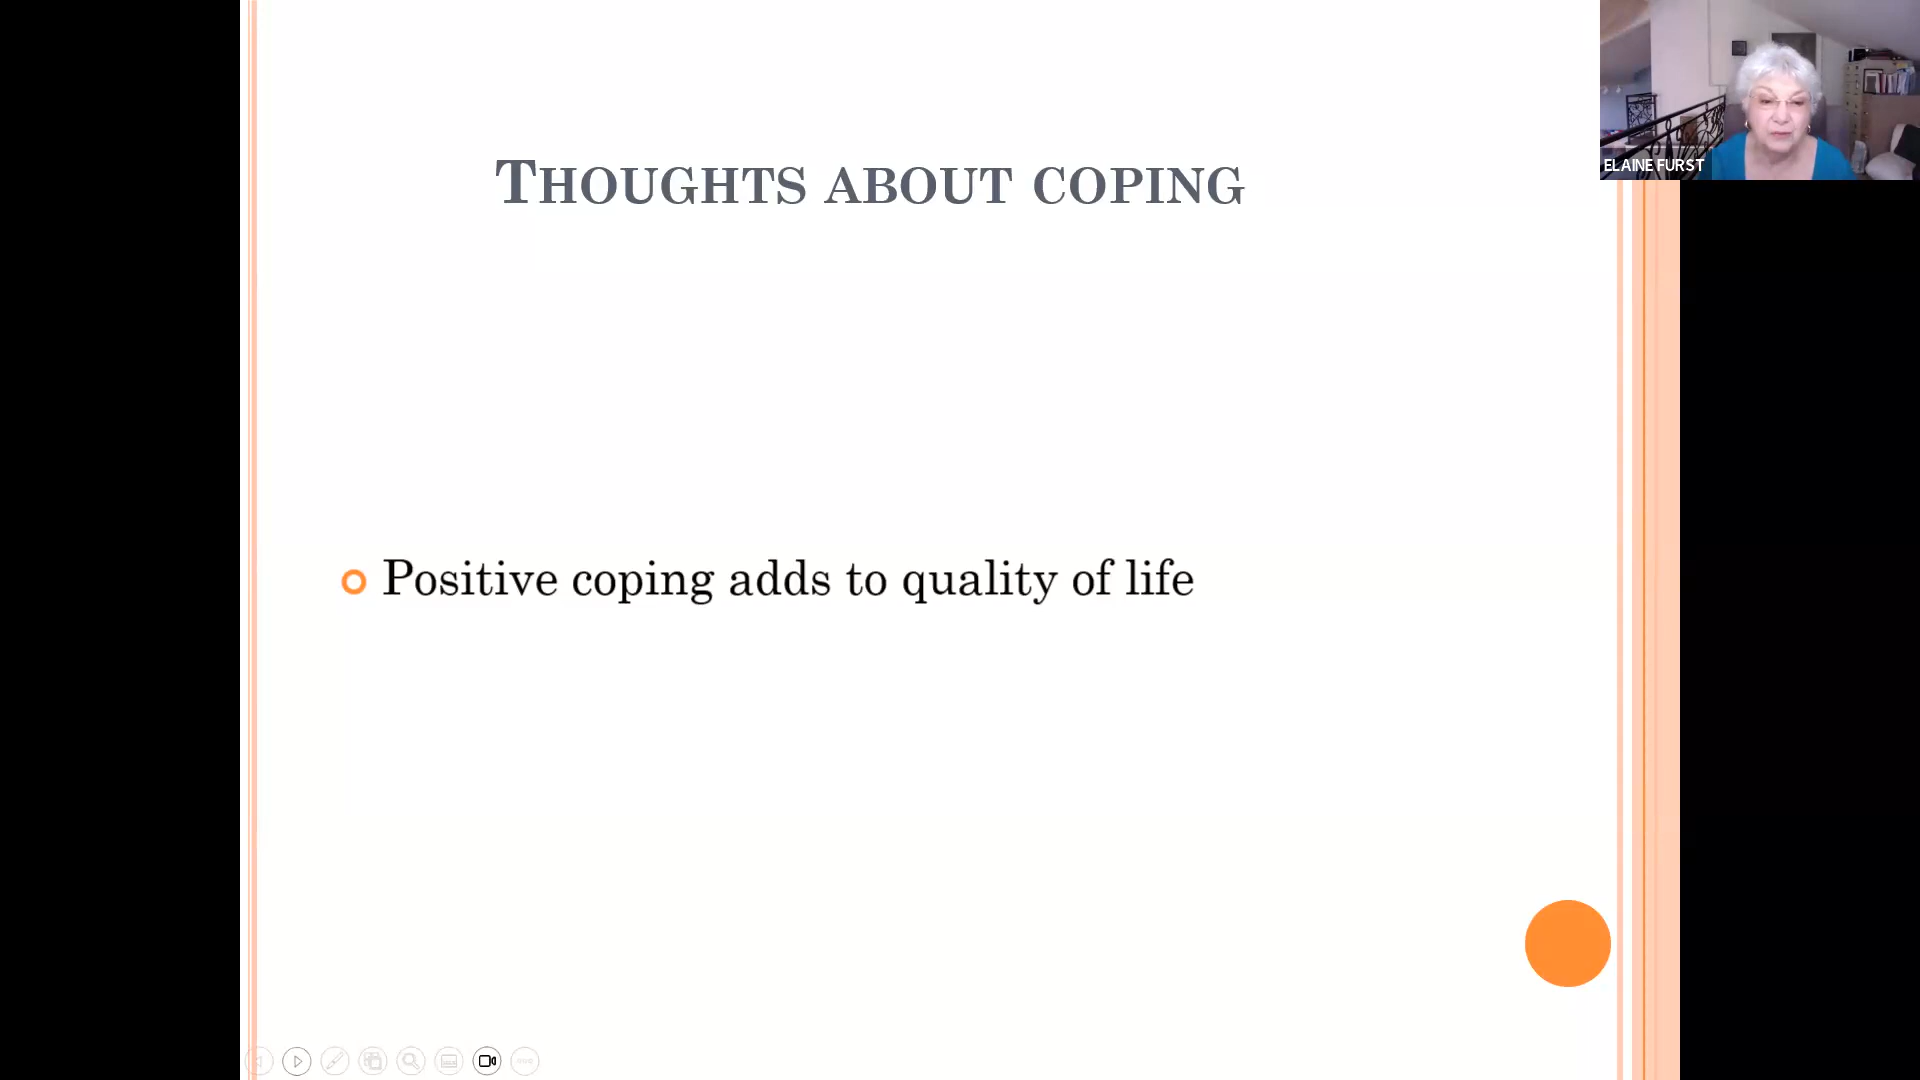 THOUGHTS ABOUT COPING
ELAINE FURST
Positive coping adds to quality of life